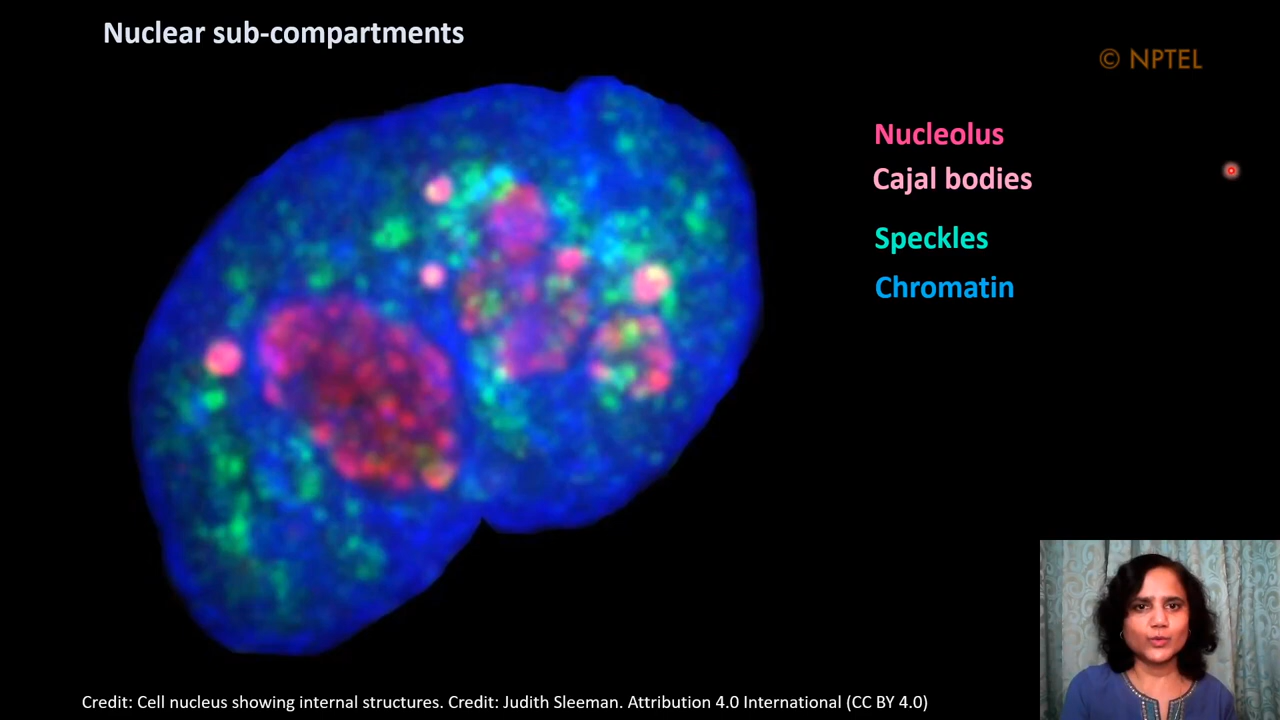 Nuclear sub-compartments
© NPTEL
Nucleolus
Cajal bodies
Speckles
Chromatin
Credit: Cell nucleus showing internal structures. Credit: Judith Sleeman. Attribution 4.0 International (CC BY 4.0)